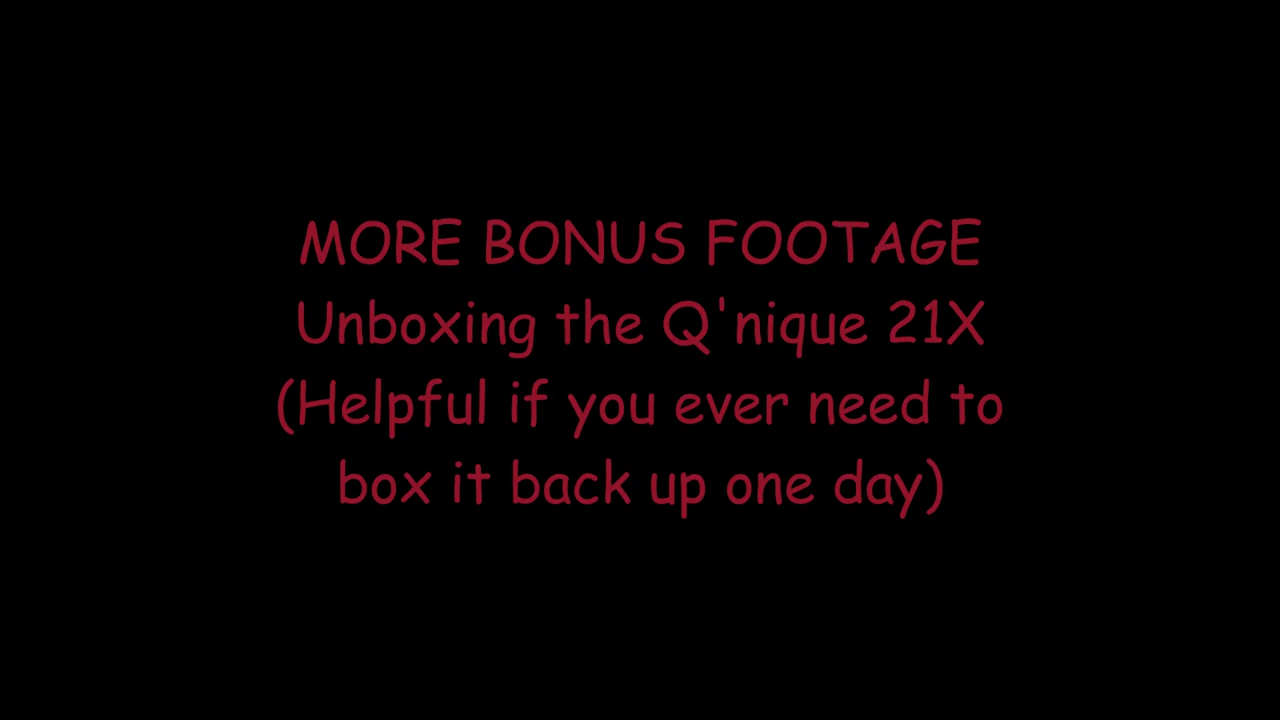 MORE BONUS FOOTAGE
Unboxing the Q'nique 21X
(Helpful if you ever need to
box it back up one day)